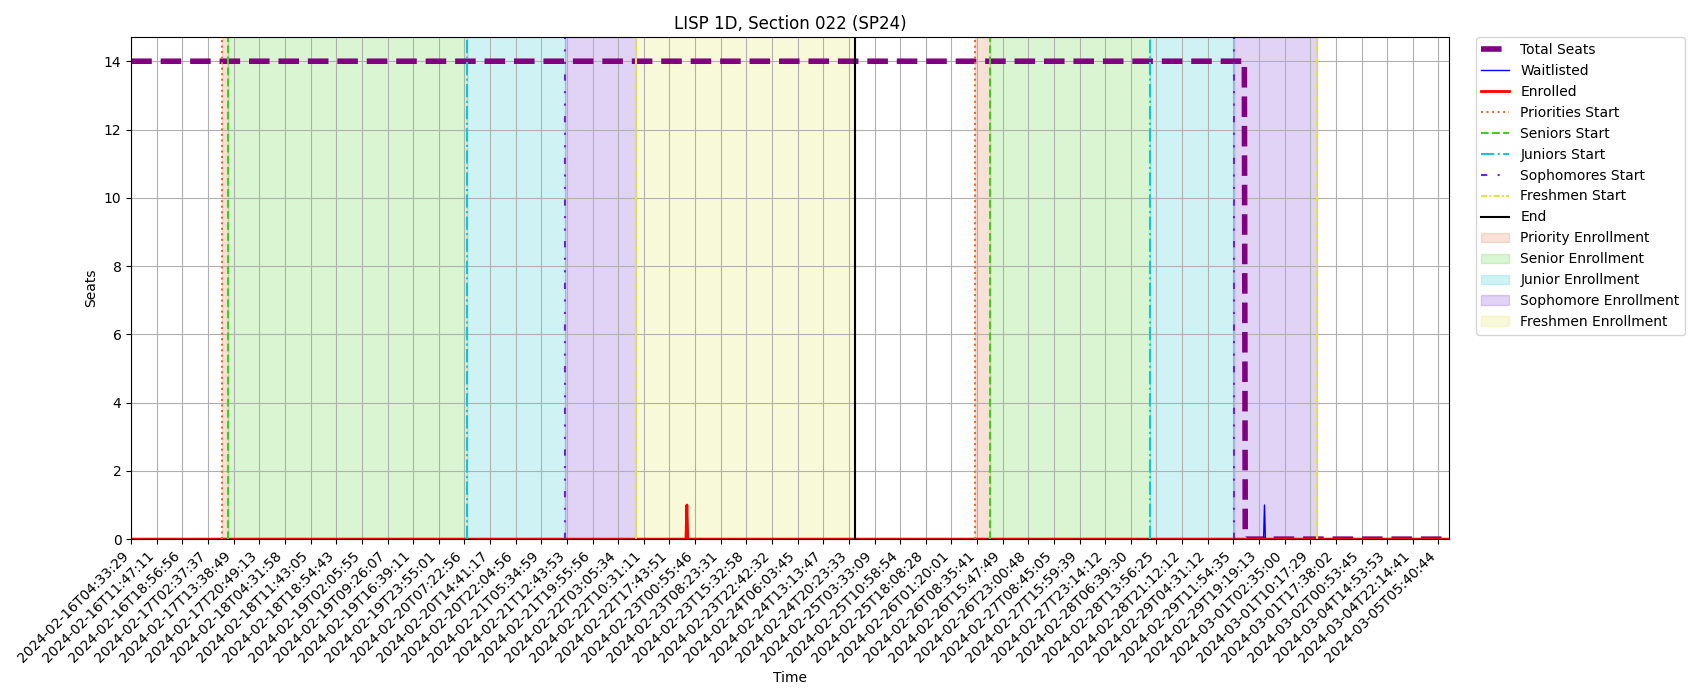 LISP 1D, Section 022 (SP24)
Seats
14
12
10
8
6
4
2
0
2024-02-16T04:33:29
2024-02-16T11:47:11
2024-02-16T18:56:56
2024-02-17T02:37:37
2024-02-17T13:38:49
2024-02-17T20:49:13
2024-02-18T04:31:58
2024-02-18T11:43:05
2024-02-18T18:54:43
2024-02-19T02:05:55
2024-02-19T09:26:07
2024-02-19T16:39:11
2024-02-19T23:55:01
2024-02-20T07:22:56
2024-02-20T14:41:17
2024-02-20T22:04:56
2024-02-21T05:34:59
2024-02-21T12:43:53
2024-02-21T19:55:56
2024-02-22T03:05:34
2024-02-22T10:31:11
2024-02-22T17:43:51
2024-02-23T00:55:46
2024-02-23T08:23:31
2024-02-23T15:32:58
2024-02-23T22:42:32
2024-02-24T06:03:45
2024-02-24T13:13:47
2024-02-24T20:23:33
2024-02-25T03:33:09
2024-02-25T10:58:54
2024-02-25T18:08:28
2024-02-26T01:20:01
2024-02-26T08:35:41
2024-02-26T15:47:49
2024-02-26T23:00:48
2024-02-27T08:45:05
2024-02-27T15:59:39
2024-02-27T23:14:12
2024-02-28T06:39:30
2024-02-28T13:56:25
2024-02-28T21:12:12
2024-02-29T04:31:12
2024-02-29T11:54:35
2024-02-29T19:19:13
2024-03-01T02:35:00
2024-03-01T10:17:29
2024-03-01T17:38:02
2024-03-02T00:53:45
2024-03-04T14:53:53
2024-03-04T22:14:41
2024-03-05T05:40:44
Time
Total Seats
Waitlisted
Enrolled
Priorities Start
Seniors Start
Juniors Start
Sophomores Start
Freshmen Start
End
Priority Enrollment
Senior Enrollment
Junior Enrollment
Sophomore Enrollment
Freshmen Enrollment